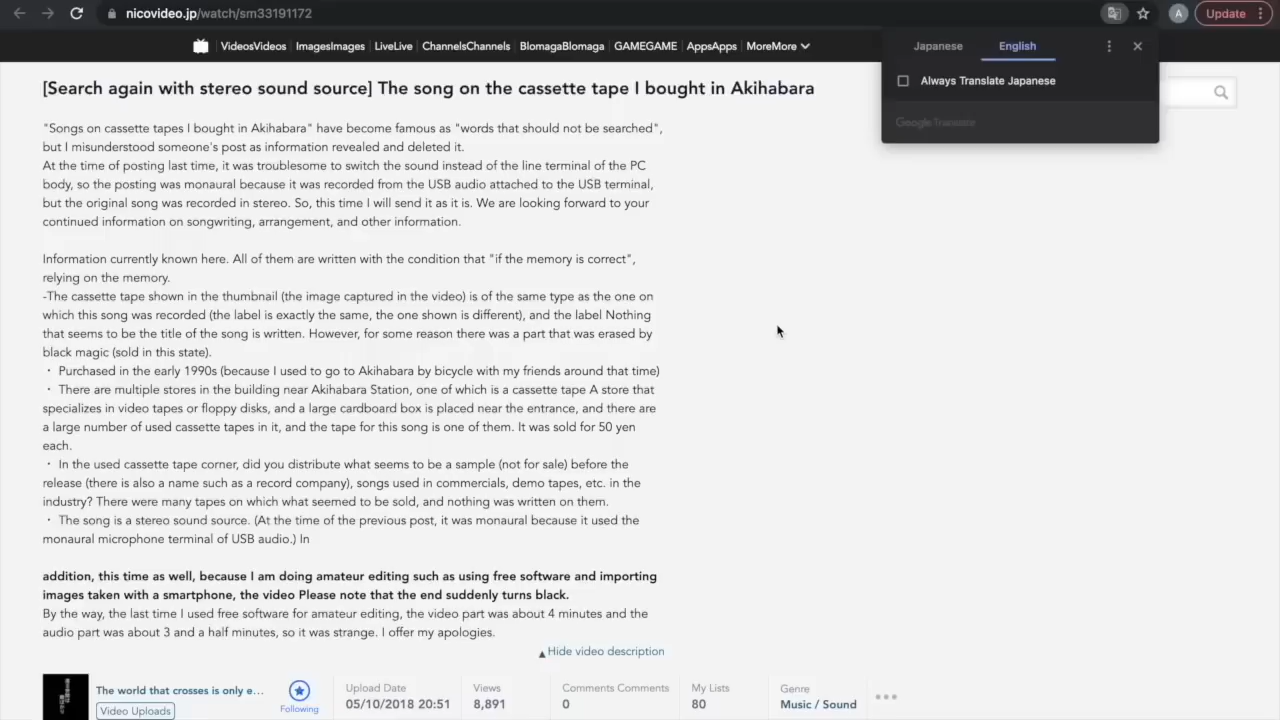 nicovideo.jp/watch/sm33191172
A
Update
VideosVideos ImagesImages LiveLive ChannelsChannels BlomagaBlomaga GAMEGAME AppsApps MoreMore
Japanese English
Always Translate Japanese
Google Translate
[Search again with stereo sound source] The song on the cassette tape I bought in Akihabara
"Songs on cassette tapes I bought in Akihabara" have become famous as "words that should not be searched",
but I misunderstood someone's post as information revealed and deleted it.
At the time of posting last time, it was troublesome to switch the sound instead of the line terminal of the PC
body, so the posting was monaural because it was recorded from the USB audio attached to the USB terminal,
but the original song was recorded in stereo. So, this time I will send it as it is. We are looking forward to your
continued information on songwriting, arrangement, and other information.
Information currently known here. All of them are written with the condition that "if the memory is correct",
relying on the memory.
-The cassette tape shown in the thumbnail (the image captured in the video) is of the same type as the one on
which this song was recorded (the label is exactly the same, the one shown is different), and the label Nothing
that seems to be the title of the song is written. However, for some reason there was a part that was erased by
black magic (sold in this state).
・ Purchased in the early 1990s (because I used to go to Akihabara by bicycle with my friends around that time)
・ There are multiple stores in the building near Akihabara Station, one of which is a cassette tape A store that
specializes in video tapes or floppy disks, and a large cardboard box is placed near the entrance, and there are
a large number of used cassette tapes in it, and the tape for this song is one of them. It was sold for 50 yen
each.
・ In the used cassette tape corner, did you distribute what seems to be a sample (not for sale) before the
release (there is also a name such as a record company), songs used in commercials, demo tapes, etc. in the
industry? There were many tapes on which what seemed to be sold, and nothing was written on them.
・ The song is a stereo sound source. (At the time of the previous post, it was monaural because it used the
monaural microphone terminal of USB audio.) In
addition, this time as well, because I am doing amateur editing such as using free software and importing
images taken with a smartphone, the video Please note that the end suddenly turns black.
By the way, the last time I used free software for amateur editing, the video part was about 4 minutes and the
audio part was about 3 and a half minutes, so it was strange. I offer my apologies.
▲Hide video description
The world that crosses is only e...
Video Uploads
Following
Upload Date
05/10/2018 20:51
Views
8,891
Comments Comments
0
My Lists
80
Genre
Music / Sound